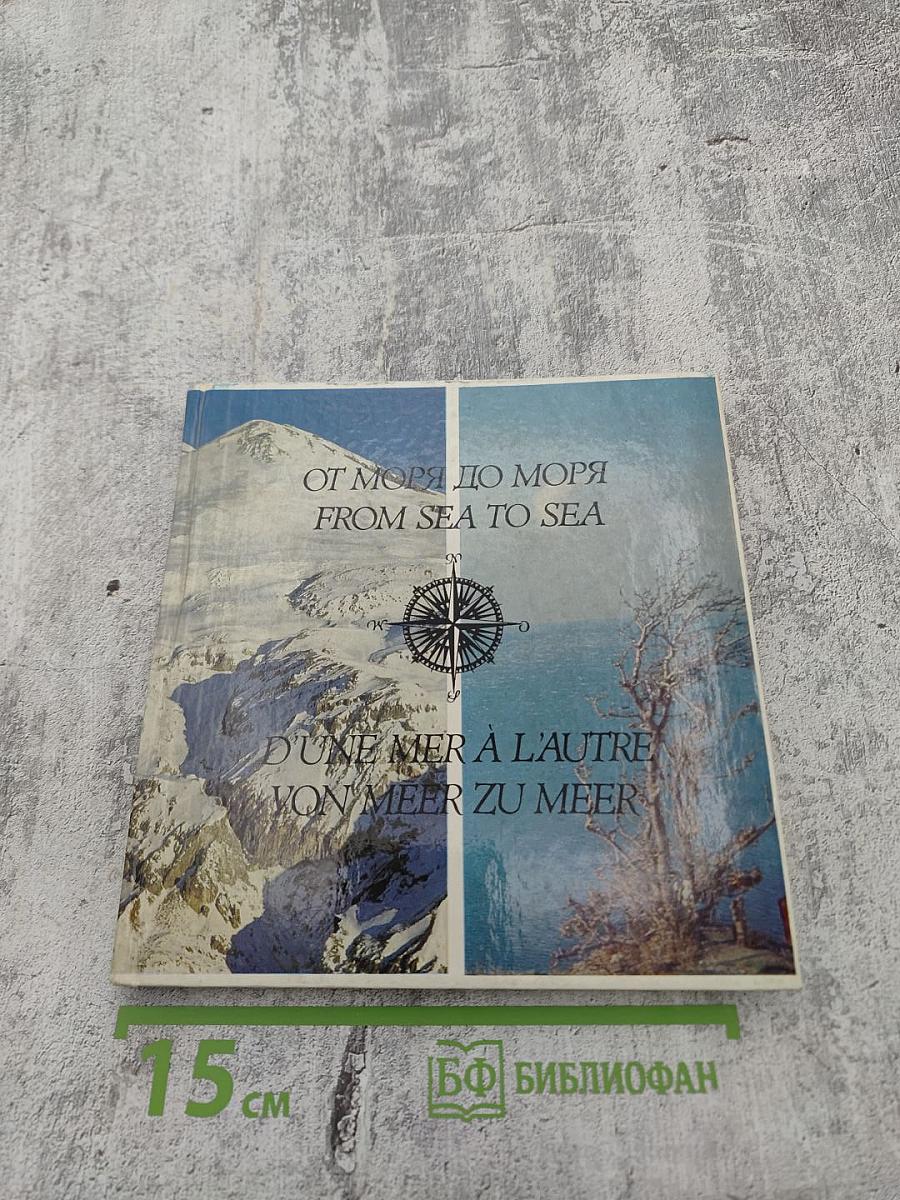 ОТ МОРЯ ДО МОРЯ
FROM SEA TO SEA
N
M O
S
D'UNE MER À L'AUTRE
VON MEER ZU MEER
15 см
БФ БИБЛИОФАН